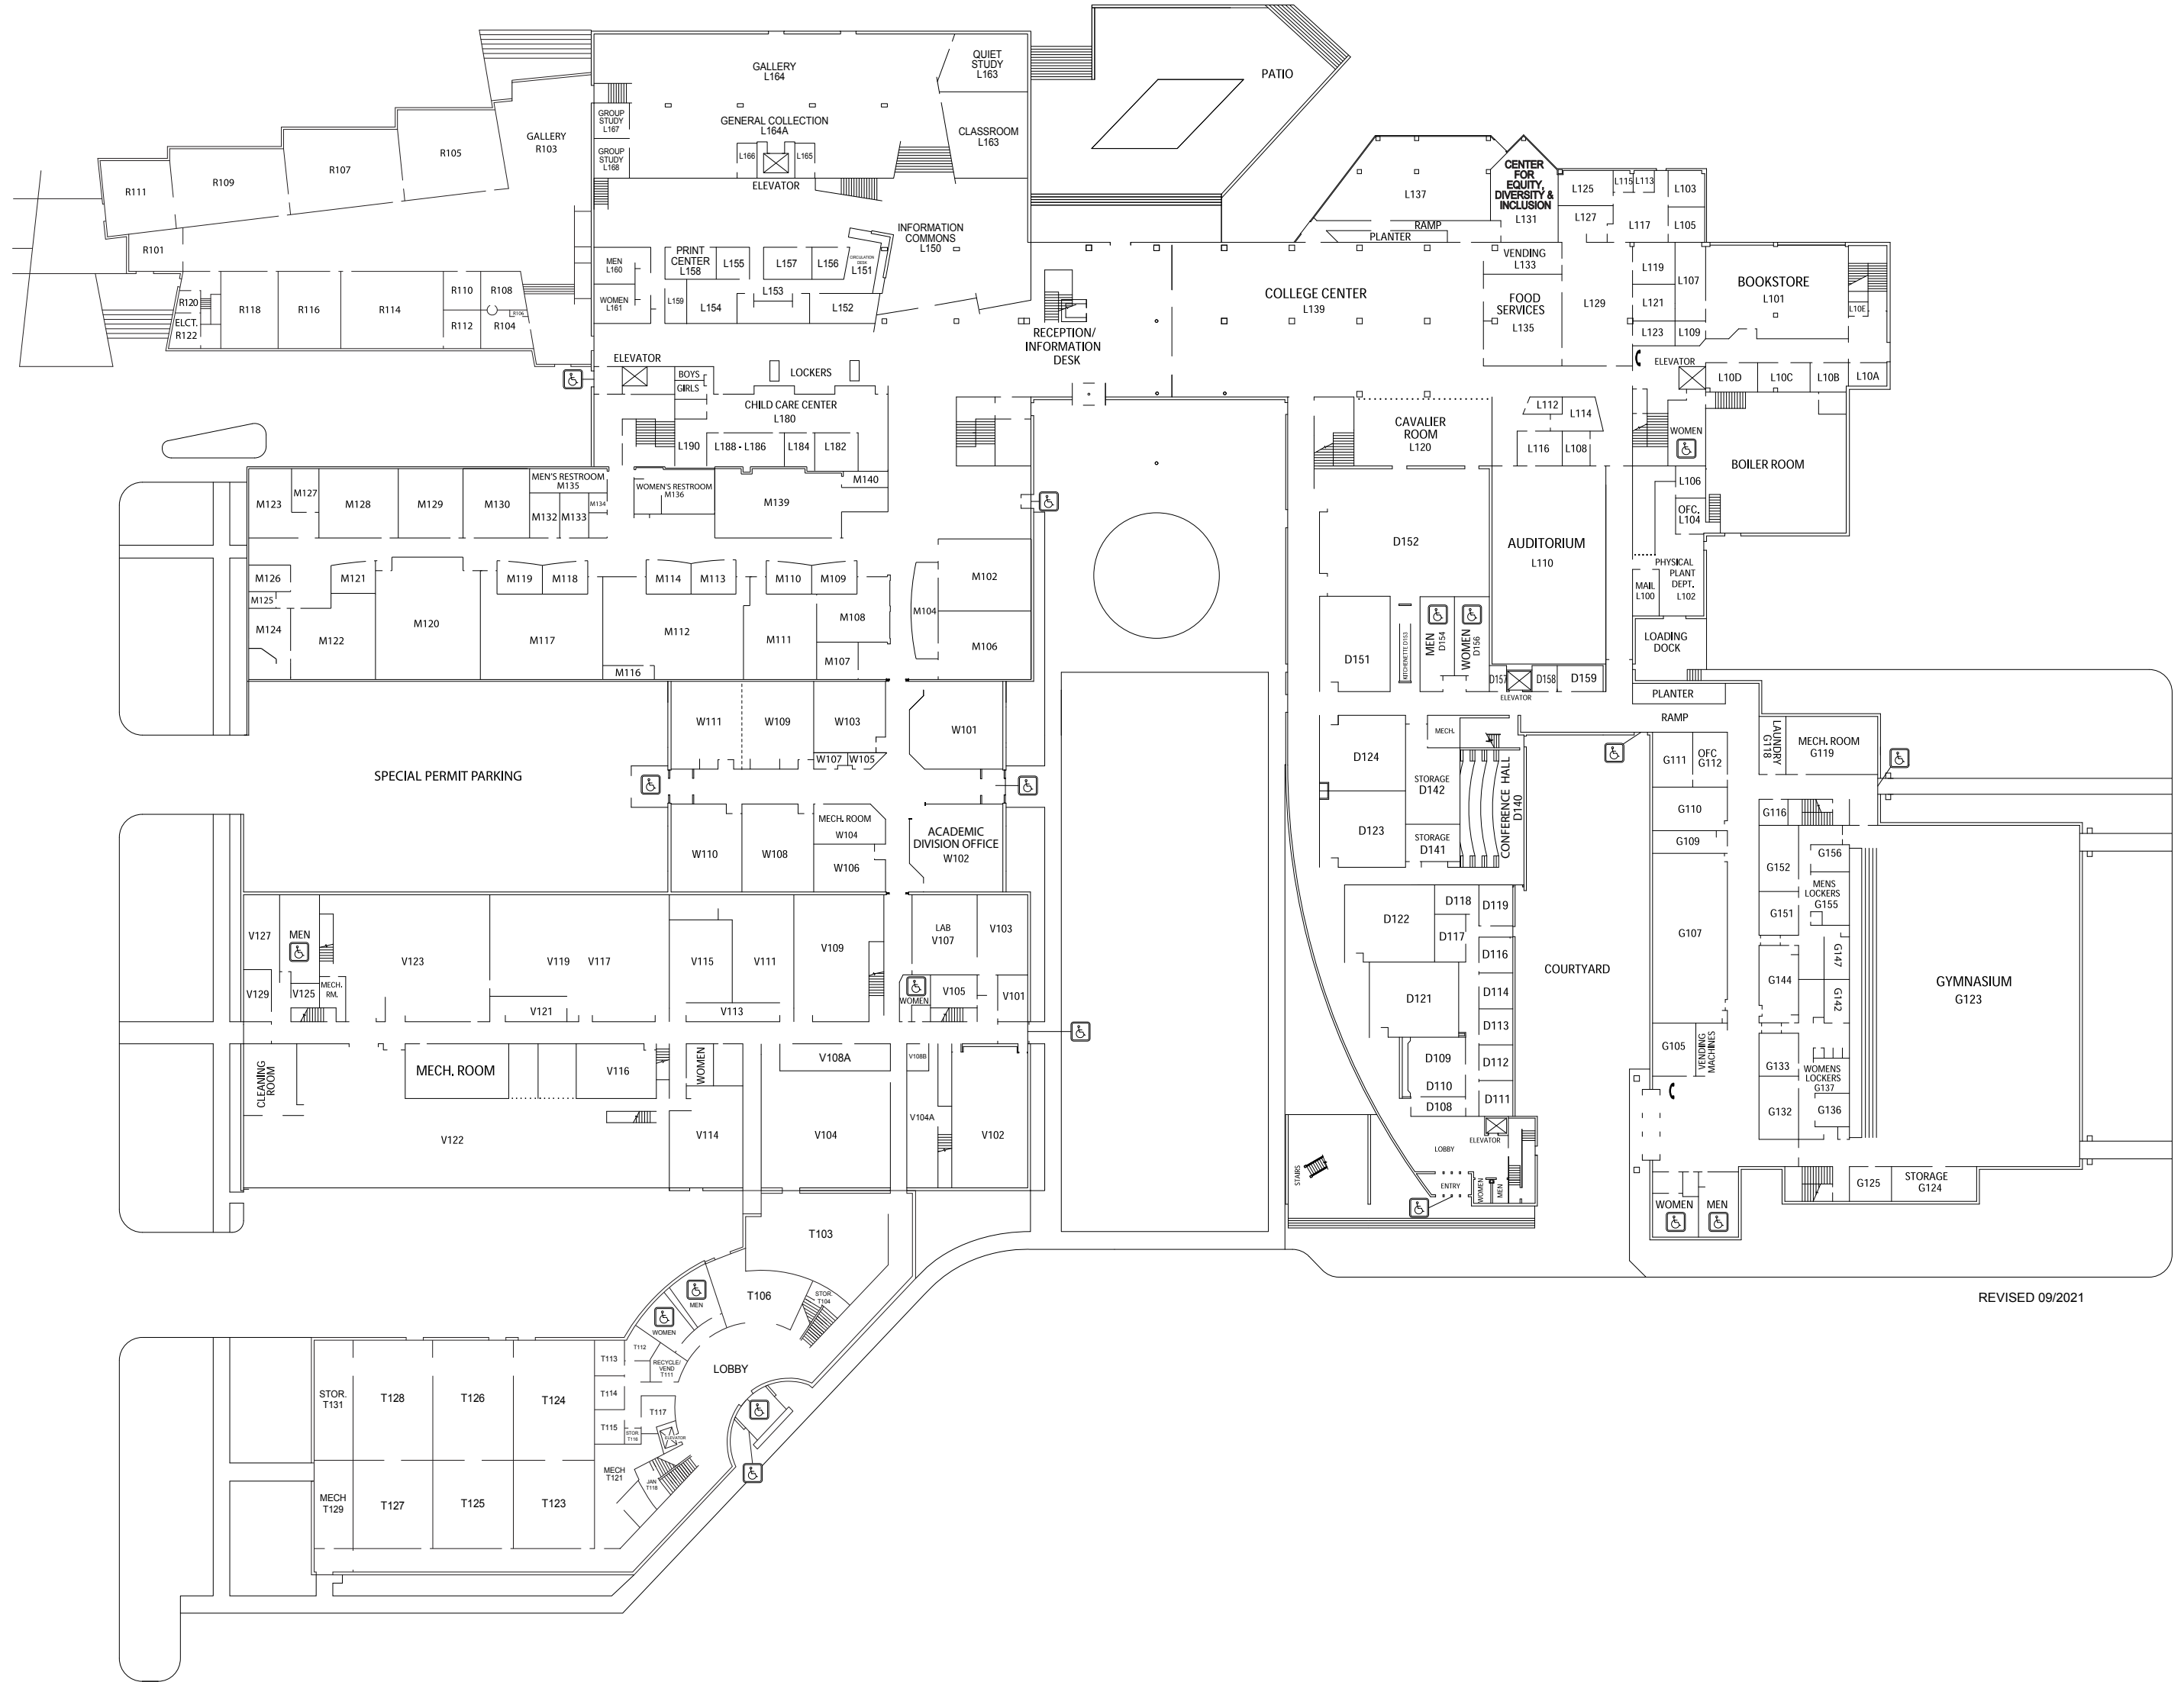 GALLERY
L164
QUIET
STUDY
L163
PATIO
GROUP
STUDY
L167
GENERAL COLLECTION
L164A
CLASSROOM
L163
GROUP
STUDY
L168
L166
L165
ELEVATOR
GALLERY
R103
R105
R107
R109
R111
R101
R120
ELCT.
R122
R118
R116
R114
R110
R108
R106
R112
R104
INFORMATION
COMMONS
L150
MEN
L160
PRINT
CENTER
L158
L155
L157
L156
CIRCULATION
DESK
L151
WOMEN
L161
L159
L154
L153
L152
RECEPTION/
INFORMATION
DESK
COLLEGE CENTER
L139
L137
RAMP
PLANTER
CENTER
FOR
EQUITY,
DIVERSITY &
INCLUSION
L131
L125
L115
L113
L103
L127
L117
L105
VENDING
L133
FOOD
SERVICES
L135
L129
L119
L107
L121
L123
L109
BOOKSTORE
L101
L10E
ELEVATOR
L10D
L10C
L10B
L10A
ELEVATOR
BOYS
GIRLS
LOCKERS
CHILD CARE CENTER
L180
L190
L188 - L186
L184
L182
CAVALIER
ROOM
L120
L112
L114
L116
L108
WOMEN
BOILER ROOM
L106
OFC.
L104
PHYSICAL
PLANT
DEPT.
L102
MAIL
L100
LOADING
DOCK
PLANTER
RAMP
AUDITORIUM
L110
M123
M127
M128
M129
M130
MEN'S RESTROOM
M135
M132
M133
M134
WOMEN'S RESTROOM
M136
M139
M140
M126
M125
M124
M121
M122
M120
M119
M118
M117
M114
M113
M112
M116
M110
M109
M111
M108
M107
M104
M102
M106
D152
D151
KITCHENETTE D153
MEN
D154
WOMEN
D156
D157
ELEVATOR
D158
D159
SPECIAL PERMIT PARKING
W111
W109
W103
W107
W105
W101
W110
W108
MECH. ROOM
W104
W106
ACADEMIC
DIVISION OFFICE
W102
D124
MECH.
STORAGE
D142
D123
STORAGE
D141
CONFERENCE HALL
D140
D122
D118
D119
D117
D116
D121
D114
D113
D109
D112
D110
D108
D111
ELEVATOR
LOBBY
ENTRY
WOMEN
MEN
STAIRS
COURTYARD
G111
OFC
G112
LAUNDRY
G118
MECH. ROOM
G119
G110
G116
G109
G107
G152
G156
MENS
LOCKERS
G155
G151
G147
G144
G142
GYMNASIUM
G123
G105
VENDING
MACHINES
G133
WOMENS
LOCKERS
G137
G132
G136
G125
STORAGE
G124
WOMEN
MEN
V127
MEN
V129
V125
MECH.
RM.
V123
V119
V117
V121
V115
V111
V113
V109
LAB
V107
V103
WOMEN
V105
V101
CLEANING
ROOM
MECH. ROOM
V116
WOMEN
V108A
V108B
V122
V114
V104
V104A
V102
T103
T106
STOR.
T104
MEN
WOMEN
T112
RECYCLE/
VEND
T111
LOBBY
T113
T114
T115
T117
STOR.
T116
ELEVATOR
MECH
T121
JAN
T118
STOR.
T131
T128
T126
T124
MECH
T129
T127
T125
T123
REVISED 09/2021